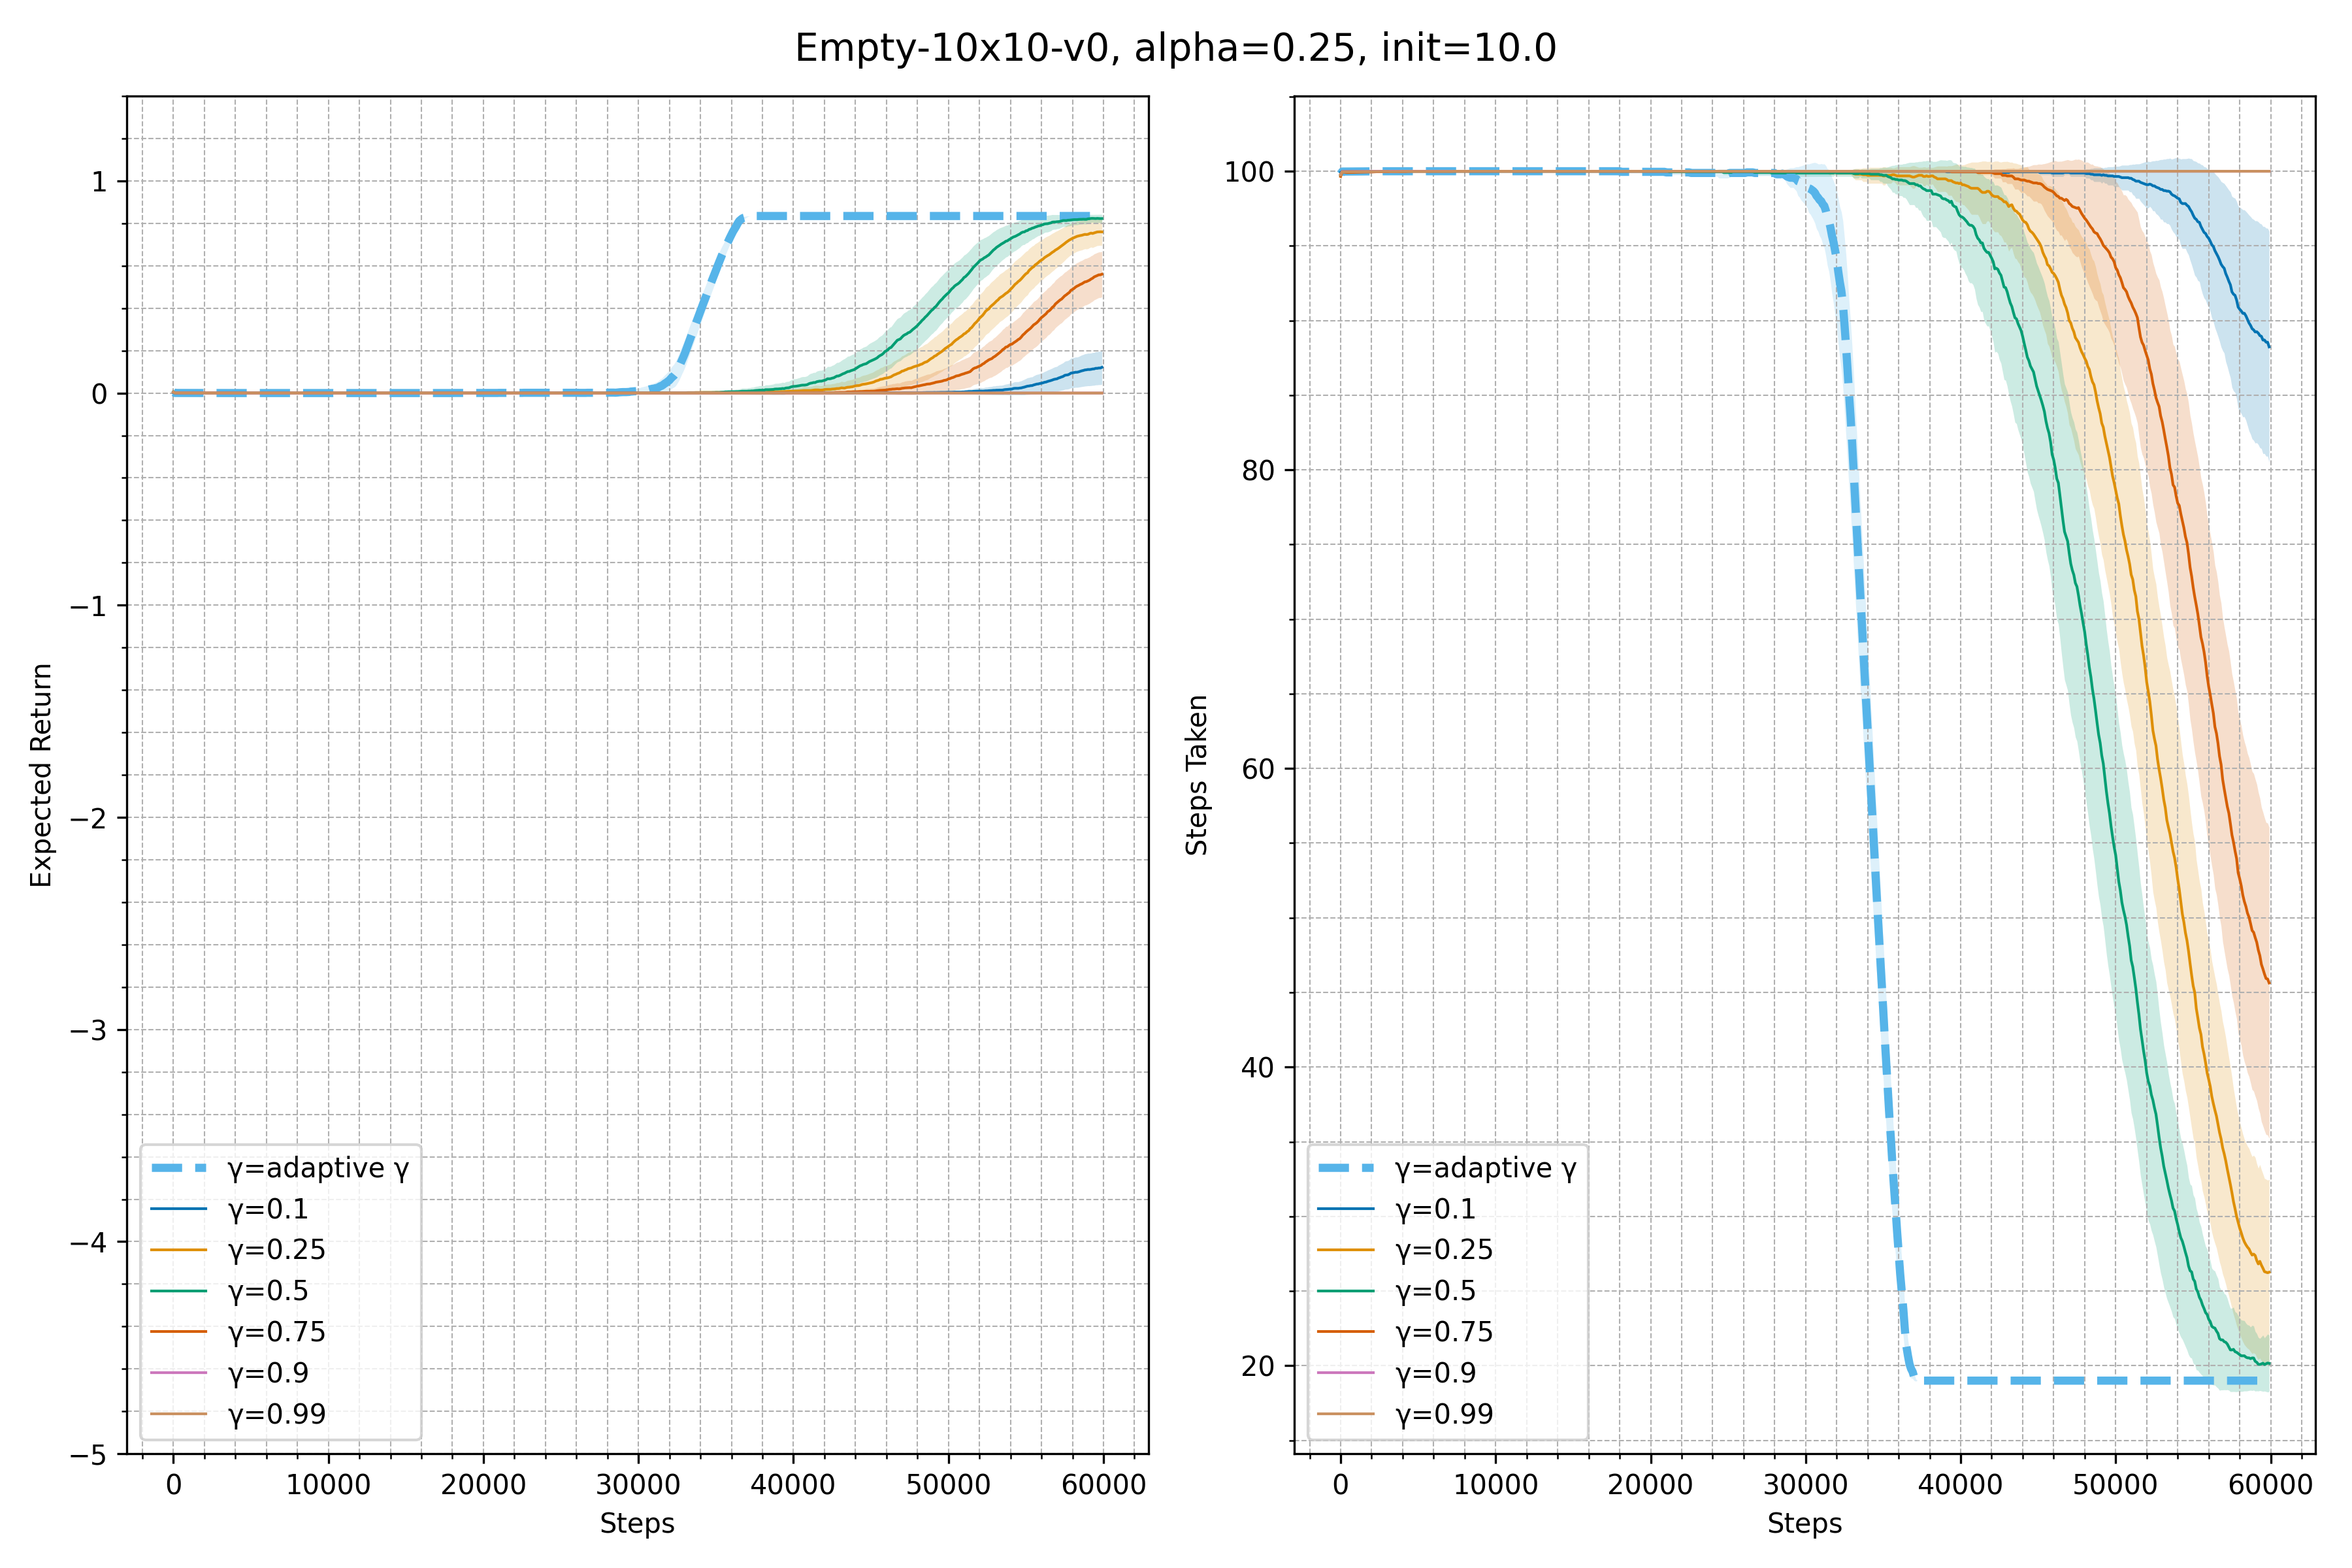 Empty-10x10-v0, alpha=0.25, init=10.0
Expected Return
1
0
−1
−2
−3
−4
−5
γ=adaptive γ
γ=0.1
γ=0.25
γ=0.5
γ=0.75
γ=0.9
γ=0.99
0 10000 20000 30000 40000 50000 60000
Steps
Steps Taken
100
80
60
40
20
γ=adaptive γ
γ=0.1
γ=0.25
γ=0.5
γ=0.75
γ=0.9
γ=0.99
0 10000 20000 30000 40000 50000 60000
Steps